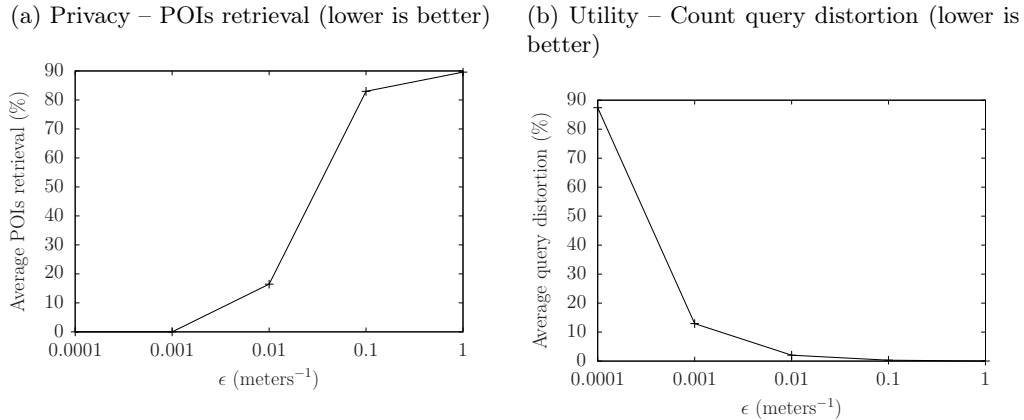 (a) Privacy – POIs retrieval (lower is better)
90
80
70
60
50
40
30
20
10
0
Average POIs retrieval (%)
0.0001 0.001 0.01 0.1 1
ϵ (meters⁻¹)
(b) Utility – Count query distortion (lower is
better)
90
80
70
60
50
40
30
20
10
0
Average query distortion (%)
0.0001 0.001 0.01 0.1 1
ϵ (meters⁻¹)